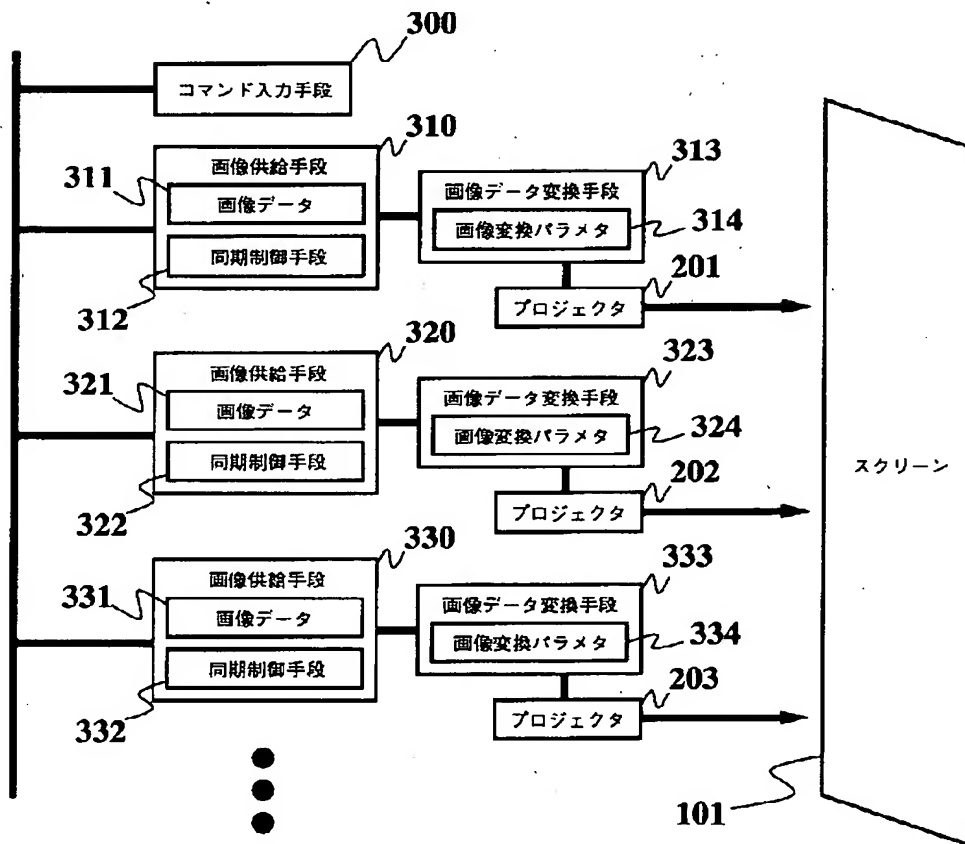 300
コマンド入力手段
310
画像供給手段
311
画像データ
同期制御手段
312
313
画像データ変換手段
画像変換パラメタ
314
201
プロジェクタ
320
画像供給手段
321
画像データ
同期制御手段
322
323
画像データ変換手段
画像変換パラメタ
324
202
プロジェクタ
330
画像供給手段
331
画像データ
同期制御手段
332
333
画像データ変換手段
画像変換パラメタ
334
203
プロジェクタ
スクリーン
101